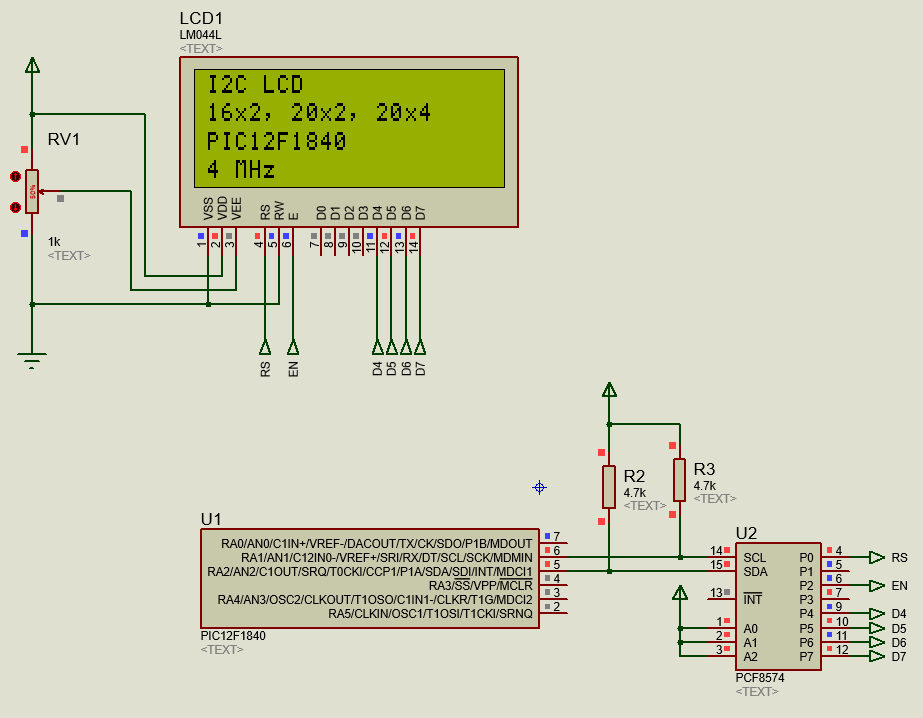 LCD1
LM044L
<TEXT>
I2C LCD
16x2, 20x2, 20x4
PIC12F1840
4 MHz
RV1
50%
1k
<TEXT>
VSS VDD VEE RS RW E D0 D1 D2 D3 D4 D5 D6 D7
1 2 3 4 5 6 7 8 9 10 11 12 13 14
RS EN D4 D5 D6 D7
R2
4.7k
<TEXT>
R3
4.7k
<TEXT>
U1
RA0/AN0/C1IN+/VREF-/DACOUT/TX/CK/SDO/P1B/MDOUT 7
RA1/AN1/C12IN0-/VREF+/SRI/RX/DT/SCL/SCK/MDMIN 6
RA2/AN2/C1OUT/SRQ/T0CKI/CCP1/P1A/SDA/SDI/INT/MDCI1 5
RA3/SS/VPP/MCLR 4
RA4/AN3/OSC2/CLKOUT/T1OSO/C1IN1-/CLKR/T1G/MDCI2 3
RA5/CLKIN/OSC1/T1OSI/T1CKI/SRNQ 2
PIC12F1840
<TEXT>
U2
14 SCL P0 4 RS
15 SDA P1 5
P2 6 EN
13 INT P3 7
P4 9 D4
1 A0 P5 10 D5
2 A1 P6 11 D6
3 A2 P7 12 D7
PCF8574
<TEXT>